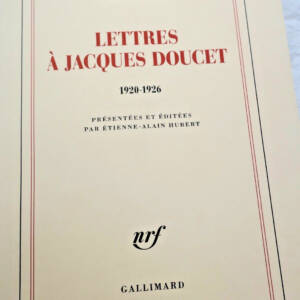 LETTRES
À JACQUES DOUCET
1920-1926
PRÉSENTÉES ET ÉDITÉES
PAR ÉTIENNE-ALAIN HUBERT
nrf
GALLIMARD